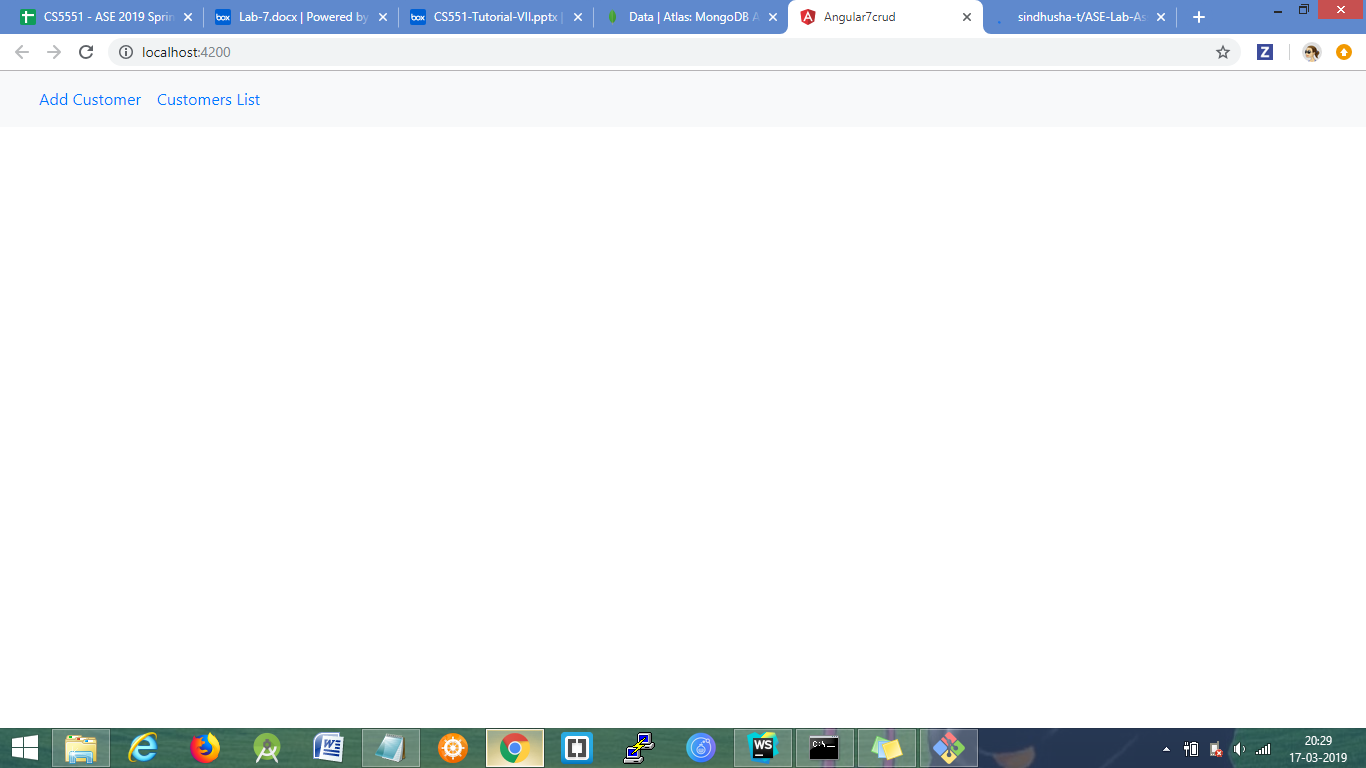 CS5551 - ASE 2019 Sprin
box Lab-7.docx | Powered by
box CS551-Tutorial-VII.pptx |
Data | Atlas: MongoDB A
Angular7crud
sindhusha-t/ASE-Lab-As
localhost:4200
Z
Add Customer Customers List
WS
C:\
20:29
17-03-2019